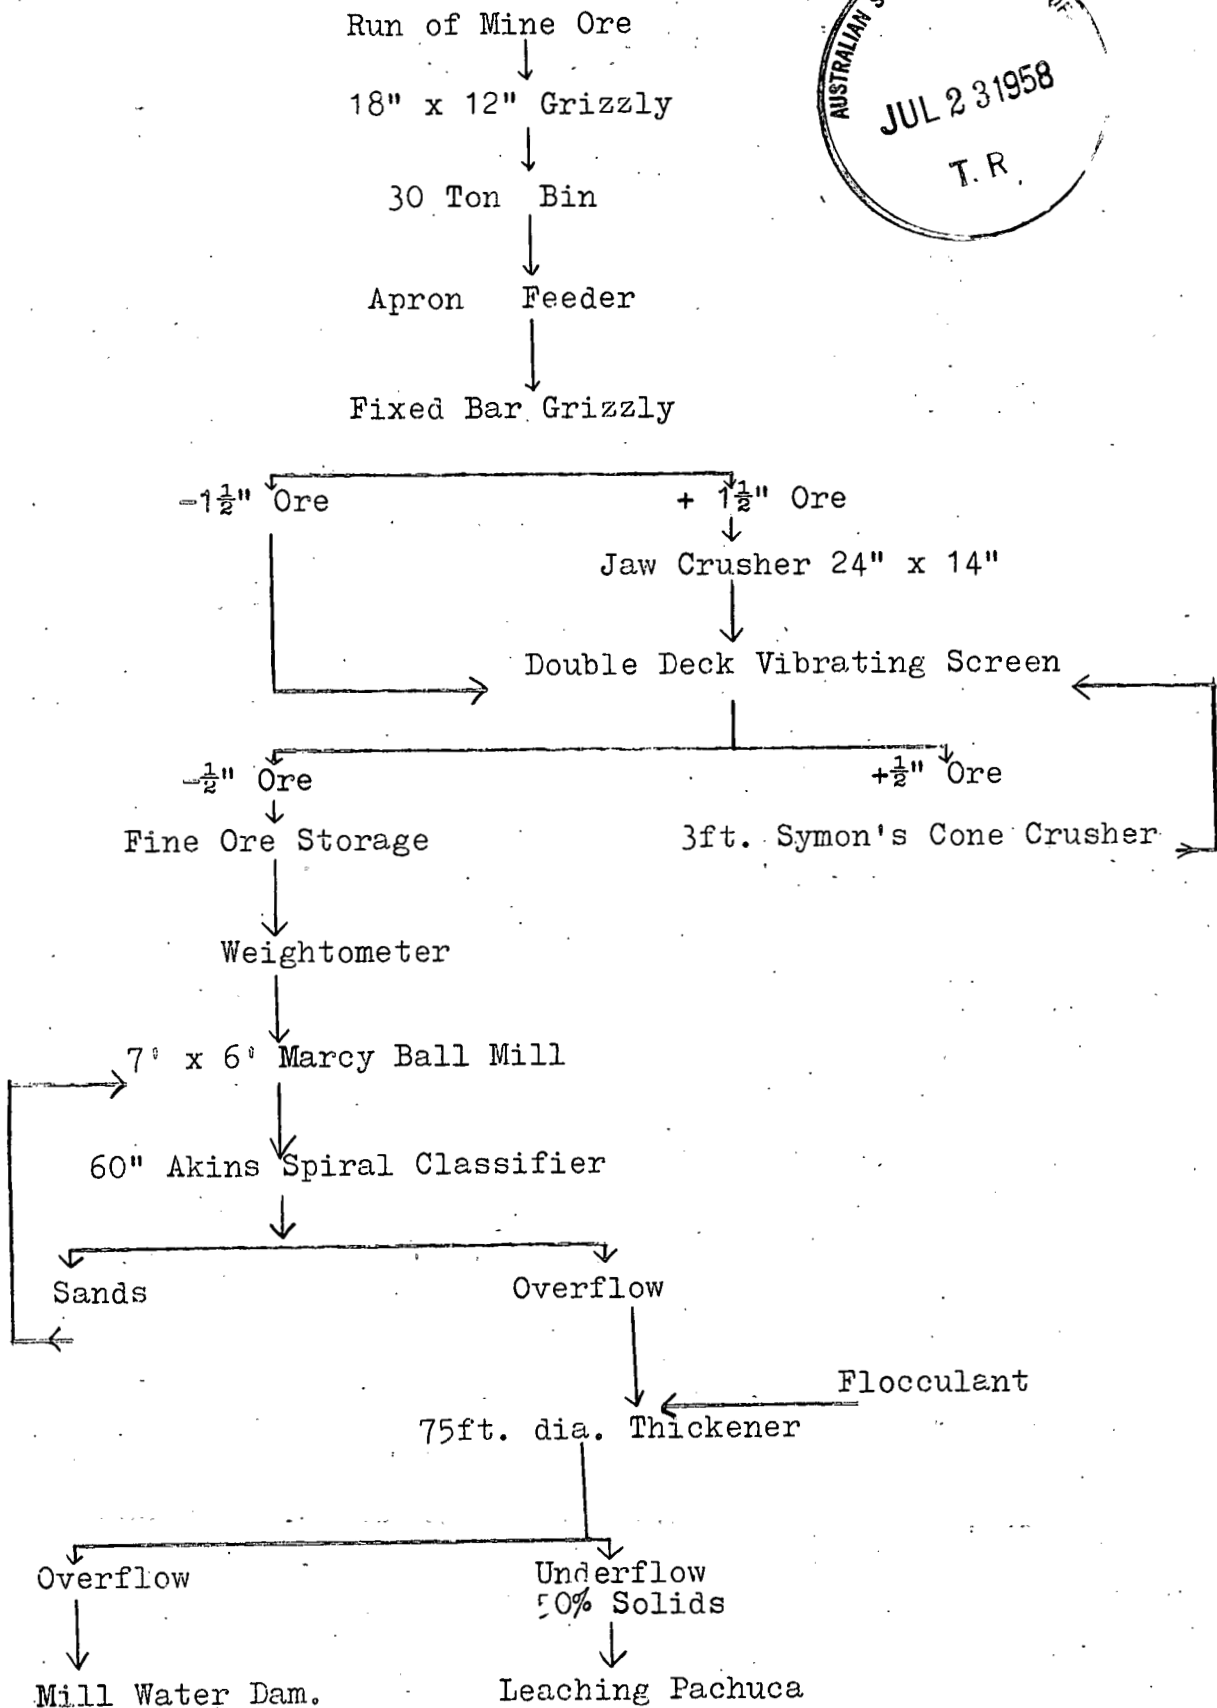 Run of Mine Ore
AUSTRALIAN
JUL 23 1958
T.R.
18" x 12" Grizzly
30 Ton Bin
Apron Feeder
Fixed Bar Grizzly
-1½" Ore
+ 1½" Ore
Jaw Crusher 24" x 14"
Double Deck Vibrating Screen
-½" Ore
+½" Ore
Fine Ore Storage
3ft. Symon's Cone Crusher
Weightometer
7' x 6' Marcy Ball Mill
60" Akins Spiral Classifier
Sands
Overflow
Flocculant
75ft. dia. Thickener
Overflow
Underflow
50% Solids
Mill Water Dam.
Leaching Pachuca